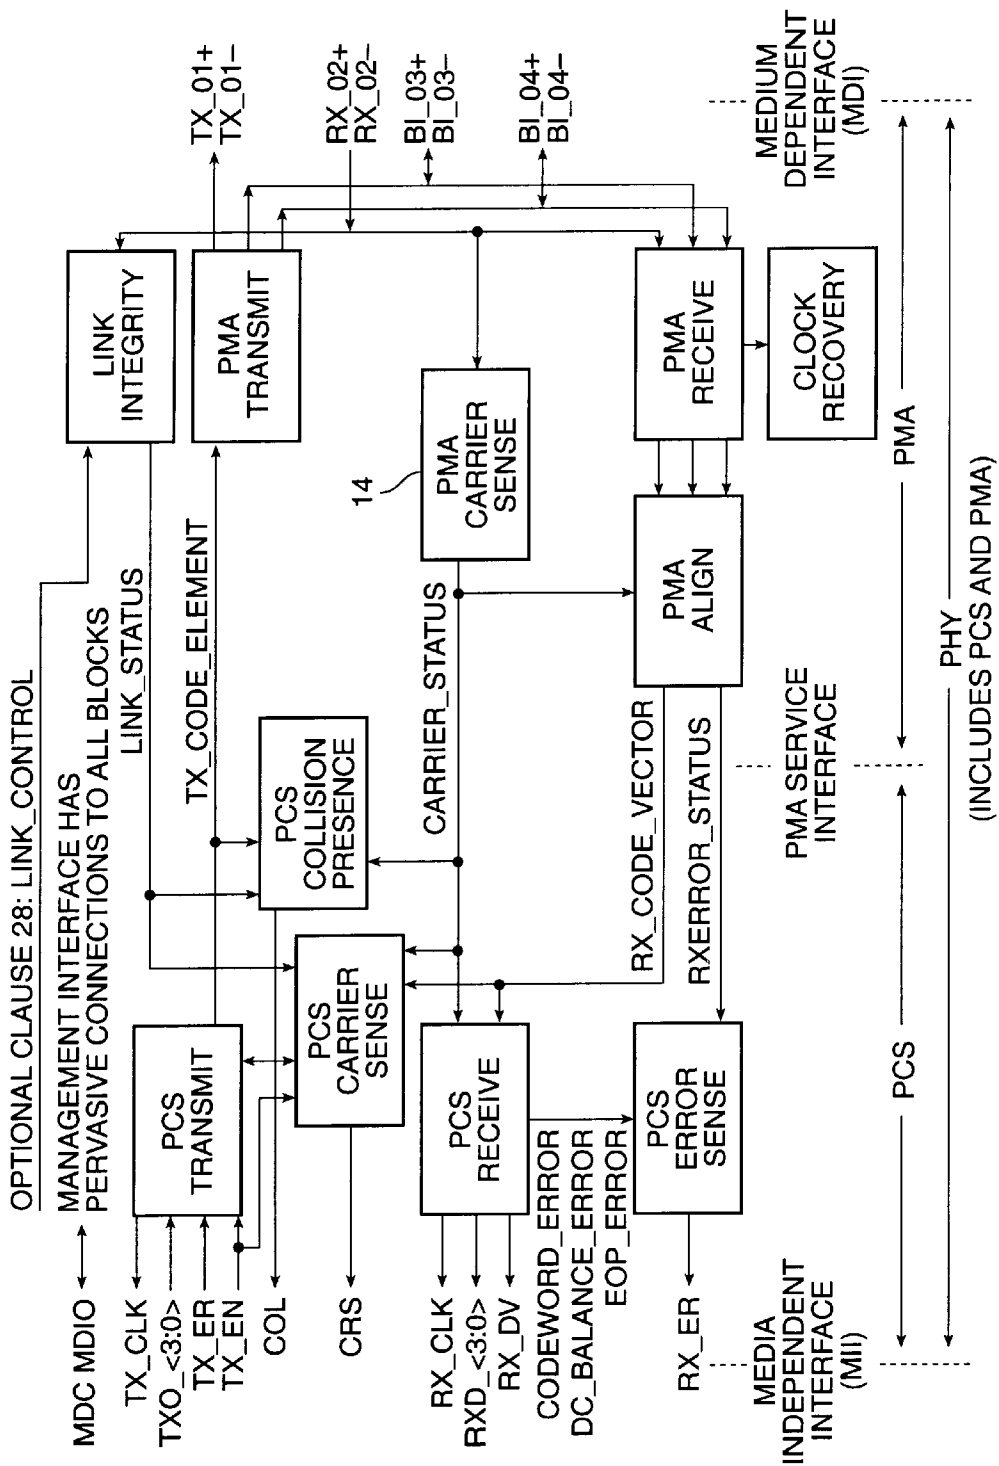 OPTIONAL CLAUSE 28: LINK_CONTROL
MDC MDIO
MANAGEMENT INTERFACE HAS
PERVASIVE CONNECTIONS TO ALL BLOCKS
LINK_STATUS
LINK
INTEGRITY
TX_CLK
TXO_<3:0>
TX_ER
TX_EN
PCS
TRANSMIT
TX_CODE_ELEMENT
PMA
TRANSMIT
TX_01+
TX_01–
COL
PCS
COLLISION
PRESENCE
CRS
PCS
CARRIER
SENSE
14
RX_02+
RX_02–
BI_03+
BI_03–
BI_04+
BI_04–
CARRIER_STATUS
PMA
CARRIER
SENSE
RX_CLK
RXD_<3:0>
RX_DV
PCS
RECEIVE
CODEWORD_ERROR
DC_BALANCE_ERROR
EOP_ERROR
RX_CODE_VECTOR
RXERROR_STATUS
PMA
ALIGN
PMA
RECEIVE
RX_ER
PCS
ERROR
SENSE
CLOCK
RECOVERY
MEDIA
INDEPENDENT
INTERFACE
(MII)
PMA SERVICE
INTERFACE
MEDIUM
DEPENDENT
INTERFACE
(MDI)
PCS
PMA
PHY
(INCLUDES PCS AND PMA)